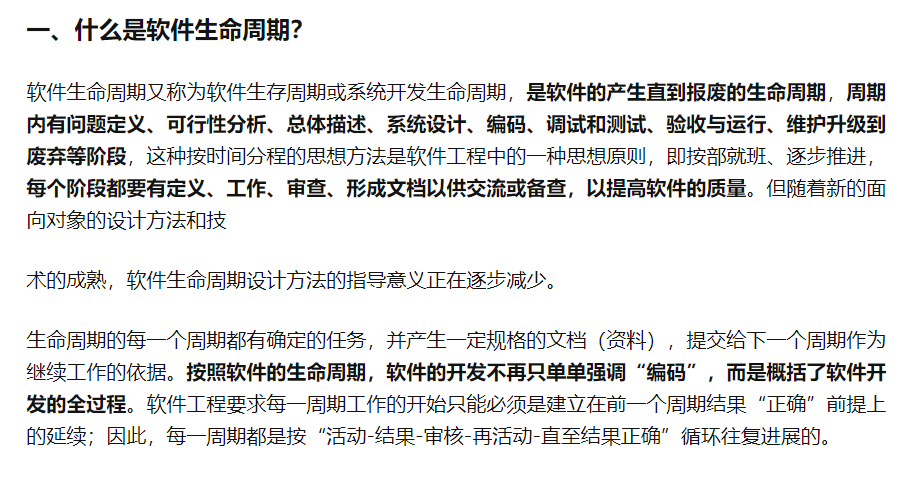 一、什么是软件生命周期？
软件生命周期又称为软件生存周期或系统开发生命周期，是软件的产生直到报废的生命周期，周期
内有问题定义、可行性分析、总体描述、系统设计、编码、调试和测试、验收与运行、维护升级到
废弃等阶段，这种按时间分程的思想方法是软件工程中的一种思想原则，即按部就班、逐步推进，
每个阶段都要有定义、工作、审查、形成文档以供交流或备查，以提高软件的质量。但随着新的面
向对象的设计方法和技
术的成熟，软件生命周期设计方法的指导意义正在逐步减少。
生命周期的每一个周期都有确定的任务，并产生一定规格的文档（资料），提交给下一个周期作为
继续工作的依据。按照软件的生命周期，软件的开发不再只单单强调“编码”，而是概括了软件开
发的全过程。软件工程要求每一周期工作的开始只能必须是建立在前一个周期结果“正确”前提上
的延续；因此，每一周期都是按“活动-结果-审核-再活动-直至结果正确”循环往复进展的。